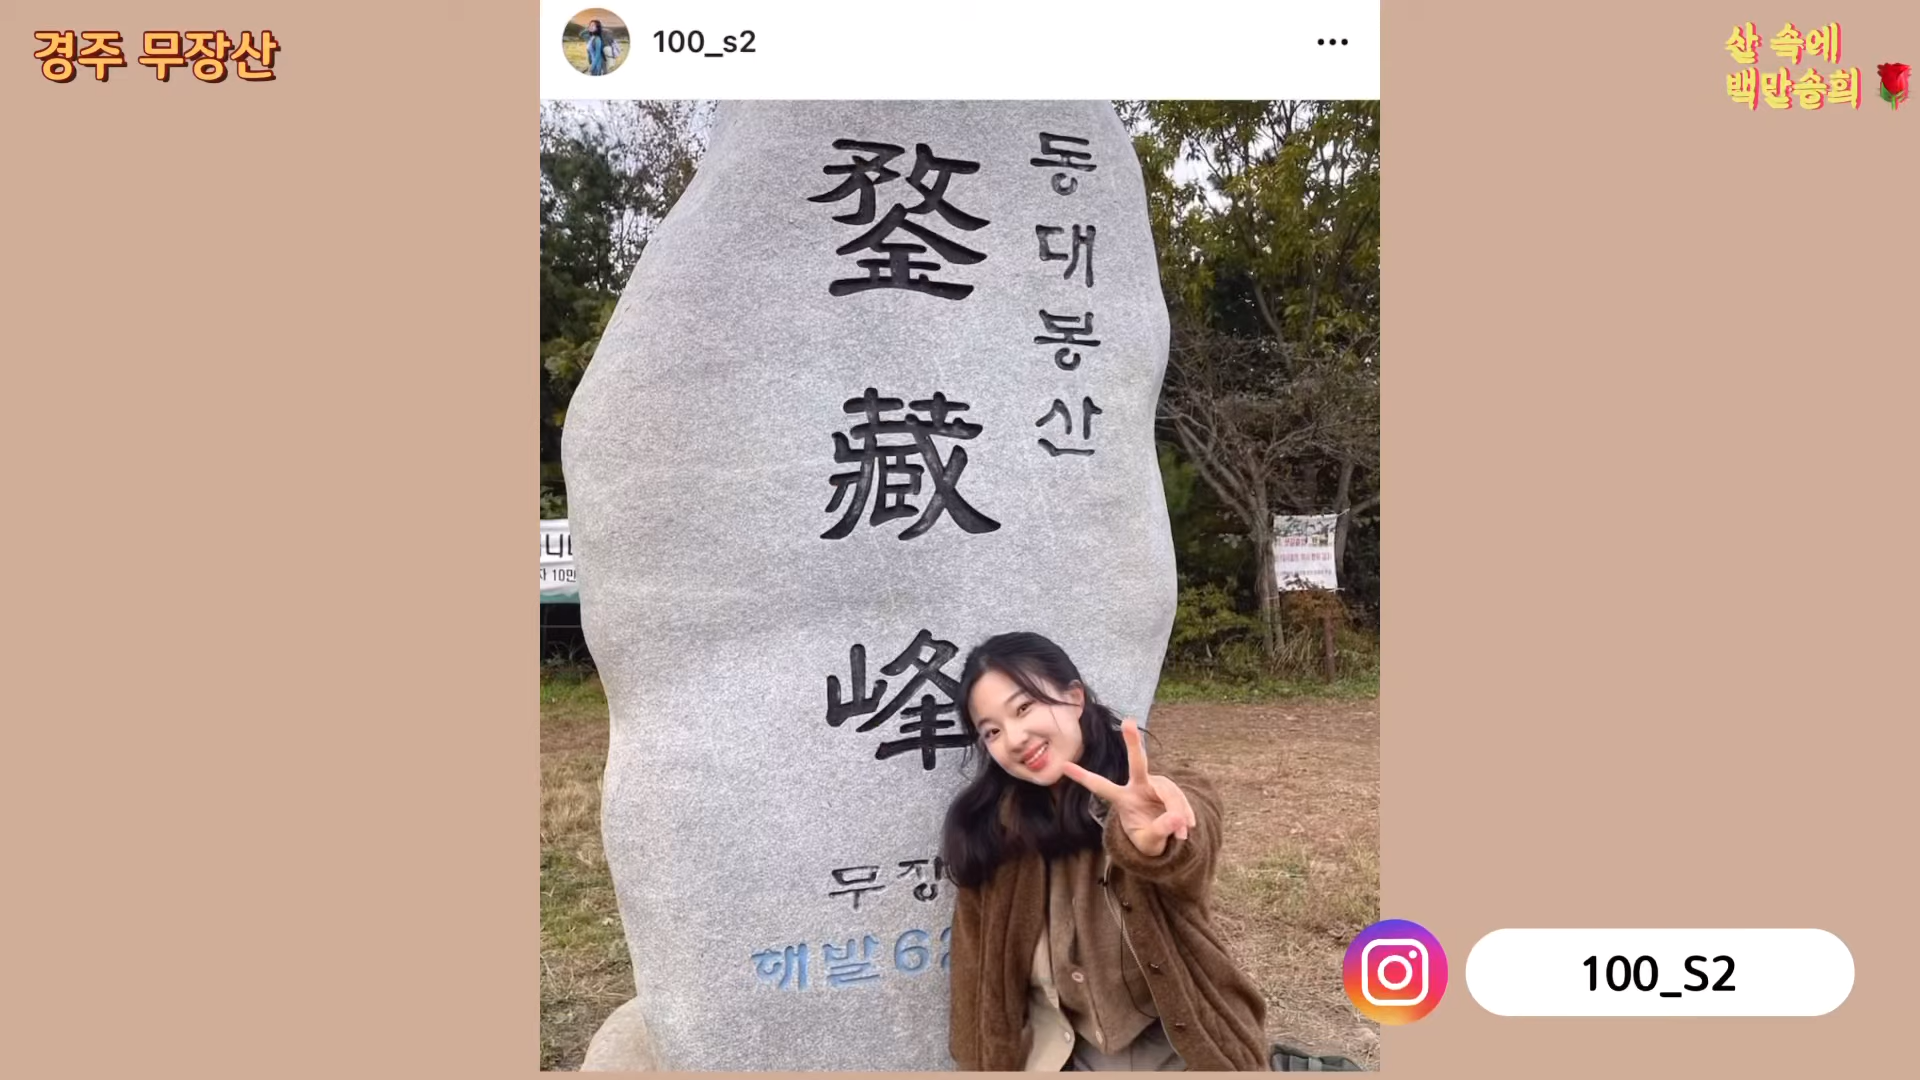 경주 무장산
100_s2
산 속에
백만송희
동대봉산
鍪藏峰
무장
해발 6
100_S2